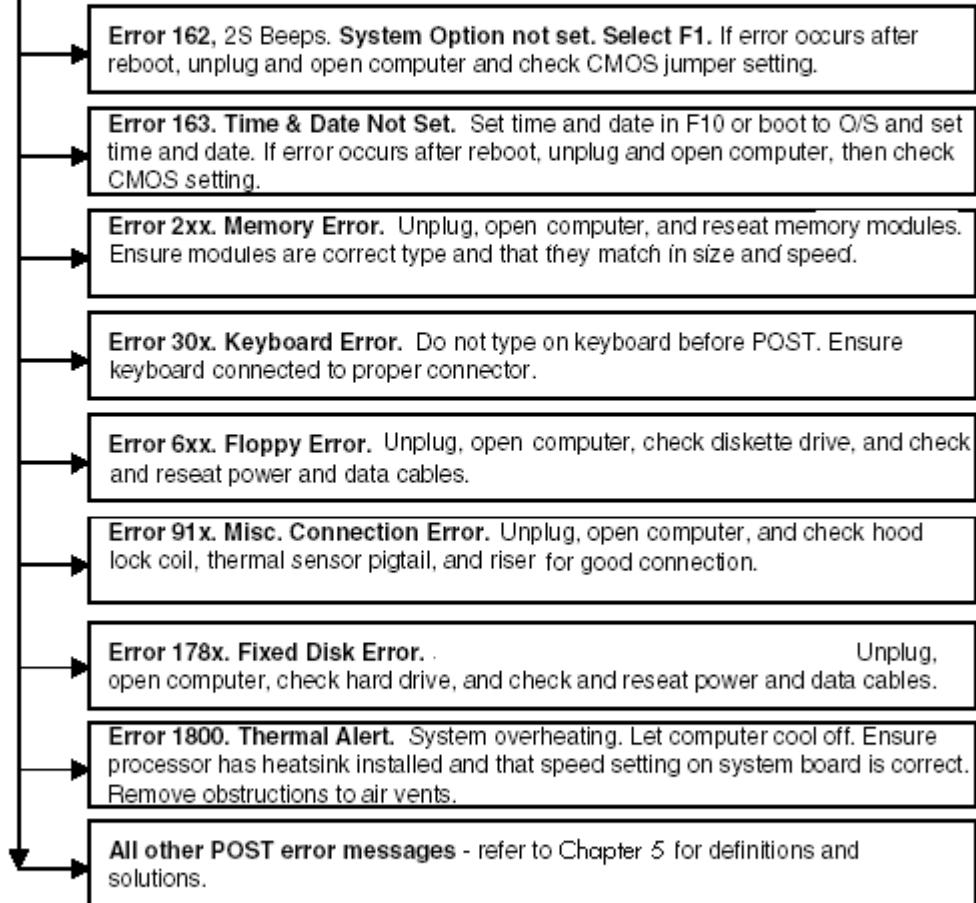 Error 162, 2S Beeps. System Option not set. Select F1. If error occurs after
reboot, unplug and open computer and check CMOS jumper setting.
Error 163. Time & Date Not Set. Set time and date in F10 or boot to O/S and set
time and date. If error occurs after reboot, unplug and open computer, then check
CMOS setting.
Error 2xx. Memory Error. Unplug, open computer, and reseat memory modules.
Ensure modules are correct type and that they match in size and speed.
Error 30x. Keyboard Error. Do not type on keyboard before POST. Ensure
keyboard connected to proper connector.
Error 6xx. Floppy Error. Unplug, open computer, check diskette drive, and check
and reseat power and data cables.
Error 91x. Misc. Connection Error. Unplug, open computer, and check hood
lock coil, thermal sensor pigtail, and riser for good connection.
Error 178x. Fixed Disk Error. Unplug,
open computer, check hard drive, and check and reseat power and data cables.
Error 1800. Thermal Alert. System overheating. Let computer cool off. Ensure
processor has heatsink installed and that speed setting on system board is correct.
Remove obstructions to air vents.
All other POST error messages - refer to Chapter 5 for definitions and
solutions.